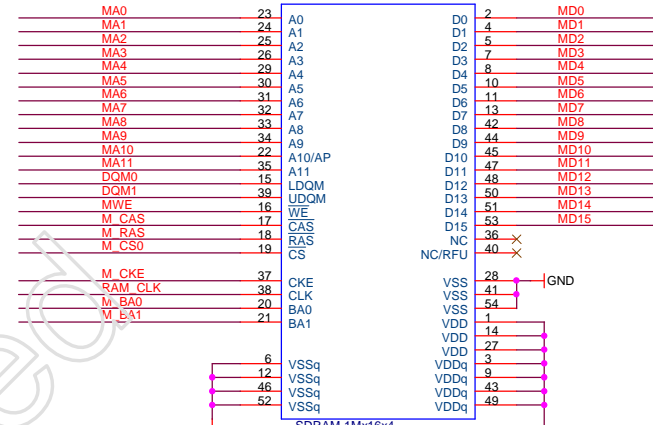 MA0 23 A0 D0 2 MD0
MA1 24 A1 D1 4 MD1
MA2 25 A2 D2 5 MD2
MA3 26 A3 D3 7 MD3
MA4 29 A4 D4 8 MD4
MA5 30 A5 D5 10 MD5
MA6 31 A6 D6 11 MD6
MA7 32 A7 D7 13 MD7
MA8 33 A8 D8 42 MD8
MA9 34 A9 D9 44 MD9
MA10 22 A10/AP D10 45 MD10
MA11 35 A11 D11 47 MD11
DQM0 15 LDQM D12 48 MD12
DQM1 39 UDQM D13 50 MD13
MWE 16 WE D14 51 MD14
M_CAS 17 CAS D15 53 MD15
M_RAS 18 RAS NC 36
M_CS0 19 CS NC/RFU 40
M_CKE 37 CKE VSS 28 GND
RAM_CLK 38 CLK VSS 41
M_BA0 20 BA0 VSS 54
M_BA1 21 BA1 VDD 1
VDD 14
VDD 27
6 VSSq VDDq 3
12 VSSq VDDq 9
46 VSSq VDDq 43
52 VSSq VDDq 49
SDRAM 1Mx16x4
ed